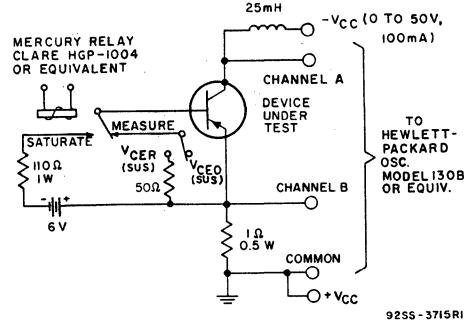 25mH
-VCC (0 TO 50V,
100mA)
MERCURY RELAY
CLARE HGP-1004
OR EQUIVALENT
CHANNEL A
DEVICE
UNDER
TEST
SATURATE
MEASURE
TO
HEWLETT-
PACKARD
OSC.
MODEL 130B
OR EQUIV.
110Ω
1W
VCER
(SUS)
VCEO
(SUS)
50Ω
CHANNEL B
- +
6V
1Ω
0.5 W
COMMON
+VCC
92SS-3715R1